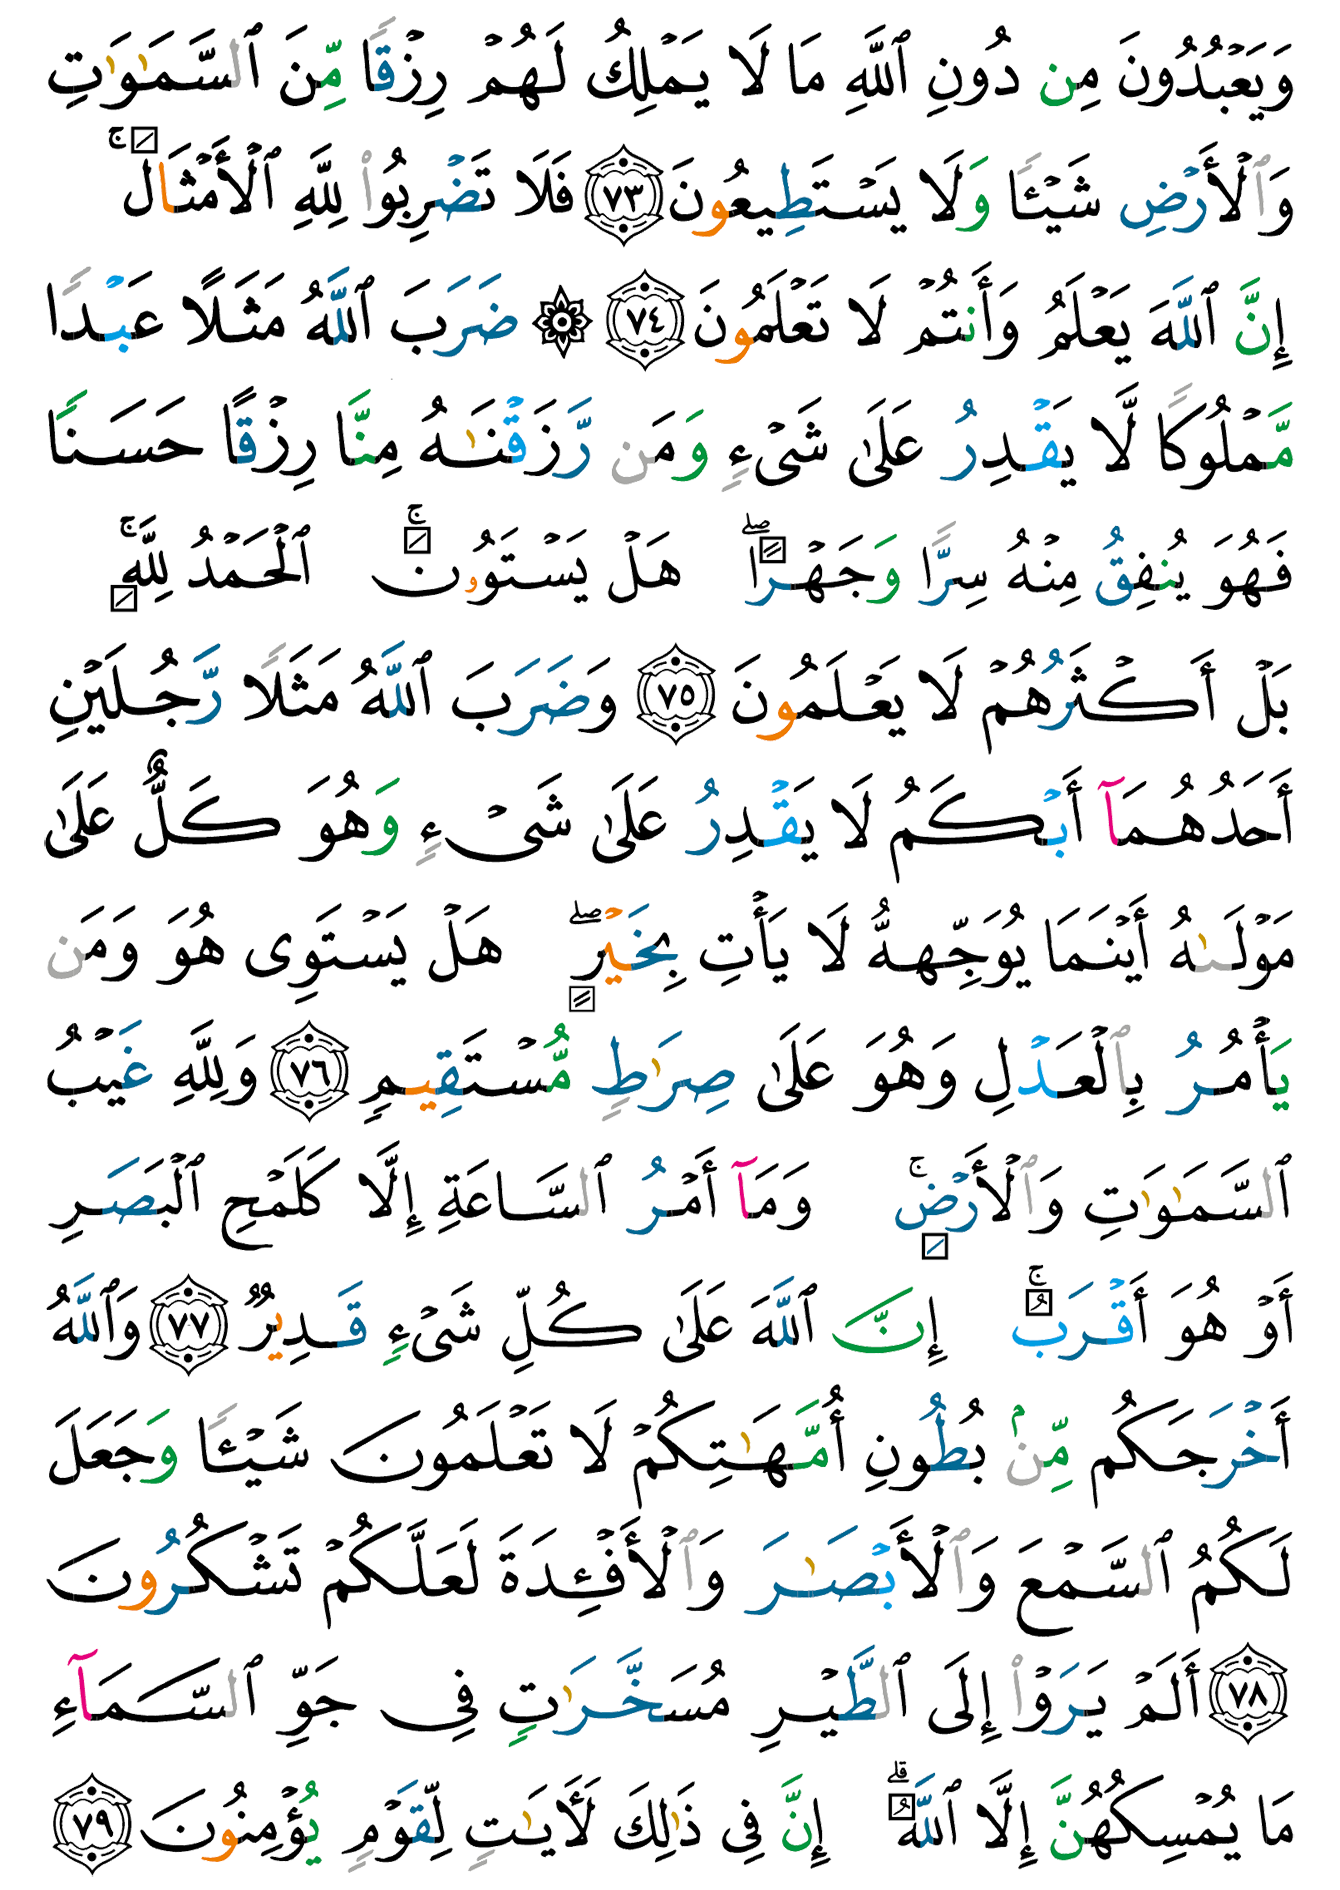 وَيَعۡبُدُونَ مِن دُونِ ٱللَّهِ مَا لَا يَمۡلِكُ لَهُمۡ رِزۡقٗا مِّنَ ٱلسَّمَٰوَٰتِ
وَٱلۡأَرۡضِ شَيۡـٔٗا وَلَا يَسۡتَطِيعُونَ ٧٣ فَلَا تَضۡرِبُواْ لِلَّهِ ٱلۡأَمۡثَالَۚ
إِنَّ ٱللَّهَ يَعۡلَمُ وَأَنتُمۡ لَا تَعۡلَمُونَ ٧٤ ۞ ضَرَبَ ٱللَّهُ مَثَلًا عَبۡدٗا
مَّمۡلُوكٗا لَّا يَقۡدِرُ عَلَىٰ شَيۡءٖ وَمَن رَّزَقۡنَٰهُ مِنَّا رِزۡقًا حَسَنٗا
فَهُوَ يُنفِقُ مِنۡهُ سِرّٗا وَجَهۡرًاۖ هَلۡ يَسۡتَوُۥنَۚ ٱلۡحَمۡدُ لِلَّهِۚ
بَلۡ أَكۡثَرُهُمۡ لَا يَعۡلَمُونَ ٧٥ وَضَرَبَ ٱللَّهُ مَثَلٗا رَّجُلَيۡنِ
أَحَدُهُمَآ أَبۡكَمُ لَا يَقۡدِرُ عَلَىٰ شَيۡءٖ وَهُوَ كَلٌّ عَلَىٰ
مَوۡلَىٰهُ أَيۡنَمَا يُوَجِّههُّ لَا يَأۡتِ بِخَيۡرٍۖ هَلۡ يَسۡتَوِي هُوَ وَمَن
يَأۡمُرُ بِٱلۡعَدۡلِ وَهُوَ عَلَىٰ صِرَٰطٖ مُّسۡتَقِيمٖ ٧٦ وَلِلَّهِ غَيۡبُ
ٱلسَّمَٰوَٰتِ وَٱلۡأَرۡضِۚ وَمَآ أَمۡرُ ٱلسَّاعَةِ إِلَّا كَلَمۡحِ ٱلۡبَصَرِ
أَوۡ هُوَ أَقۡرَبُۚ إِنَّ ٱللَّهَ عَلَىٰ كُلِّ شَيۡءٖ قَدِيرٞ ٧٧ وَٱللَّهُ
أَخۡرَجَكُم مِّنۢ بُطُونِ أُمَّهَٰتِكُمۡ لَا تَعۡلَمُونَ شَيۡـٔٗا وَجَعَلَ
لَكُمُ ٱلسَّمۡعَ وَٱلۡأَبۡصَٰرَ وَٱلۡأَفۡـِٔدَةَ لَعَلَّكُمۡ تَشۡكُرُونَ
٧٨ أَلَمۡ يَرَوۡاْ إِلَى ٱلطَّيۡرِ مُسَخَّرَٰتٖ فِي جَوِّ ٱلسَّمَآءِ
مَا يُمۡسِكُهُنَّ إِلَّا ٱللَّهُۚ إِنَّ فِي ذَٰلِكَ لَأٓيَٰتٖ لِّقَوۡمٖ يُؤۡمِنُونَ ٧٩